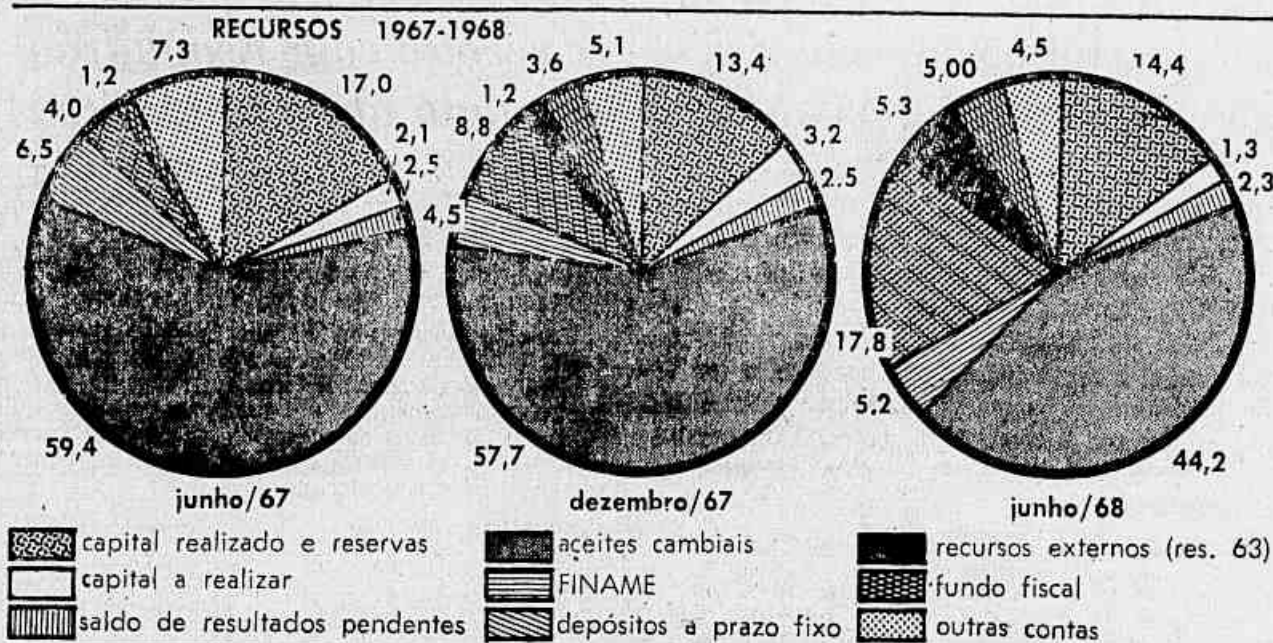 RECURSOS 1967-1968
7,3
17,0
1,2
4,0
6,5
2,1
2,5
59,4
junho/67
5,1
13,4
3,6
1,2
8,8
4,5
3,2
2.5
57,7
dezembro/67
4,5
14,4
5,00
5.3
1,3
2,3
17,8
5,2
44,2
junho/68
capital realizado e reservas
capital a realizar
saldo de resultados pendentes
aceites cambiais
FINAME
depósitos a prazo fixo
recursos externos (res. 63)
fundo fiscal
outras contas